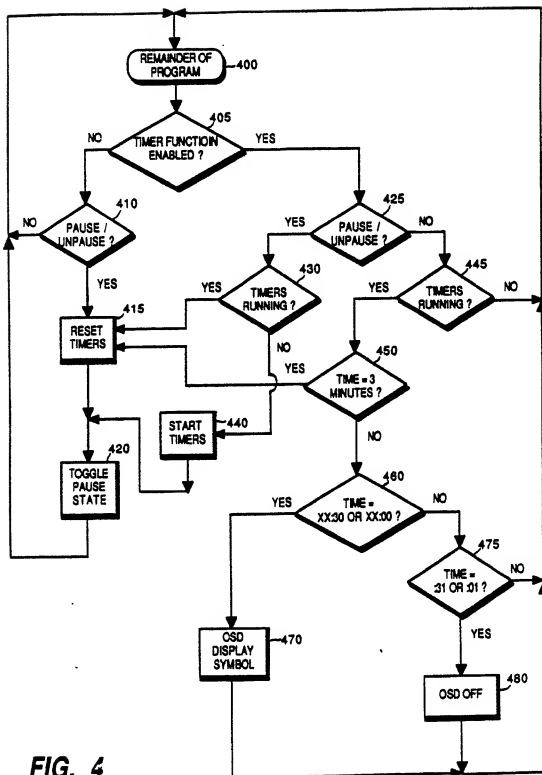 REMAINDER OF
PROGRAM
400
405
TIMER FUNCTIOIN
ENABLED ?
NO
YES
410
PAUSE /
UNPAUSE ?
NO
YES
425
PAUSE /
UNPAUSE ?
YES
NO
415
RESET
TIMERS
430
TIMERS
RUNNING ?
YES
NO
445
TIMERS
RUNNING ?
YES
NO
450
TIME = 3
MINUTES ?
YES
NO
440
START
TIMERS
420
TOGGLE
PAUSE
STATE
460
TIME =
XX:30 OR XX:00 ?
YES
NO
475
TIME =
:31 OR :01 ?
NO
YES
OSD
DISPLAY
SYMBOL
470
480
OSD OFF
FIG. 4